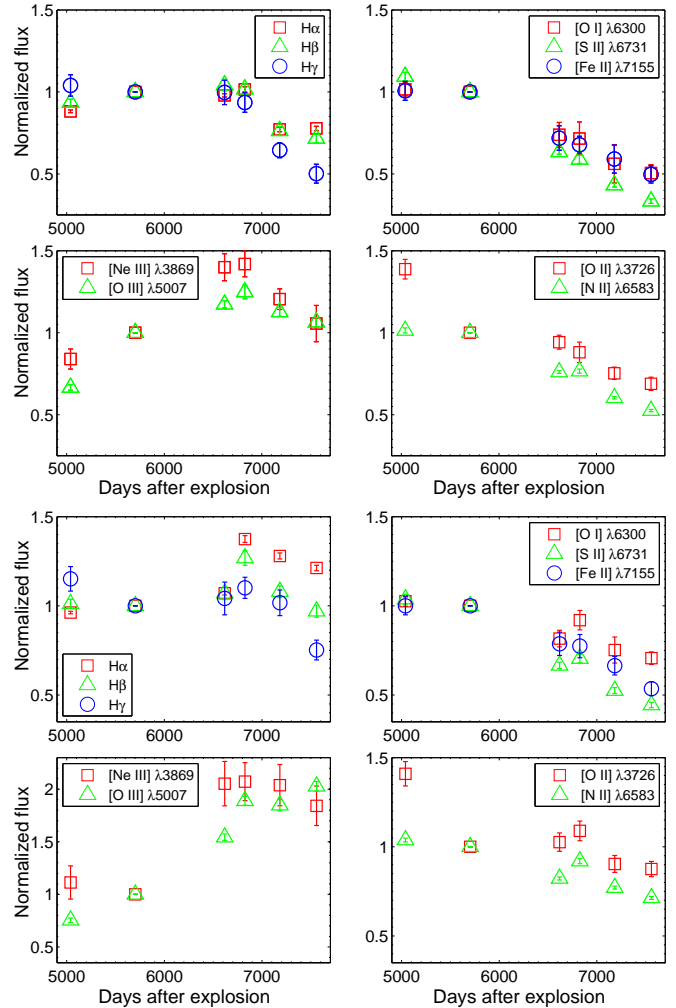 Normalized flux
1.5
1
0.5
5000 6000 7000
Hα
Hβ
Hγ
1.5
1
0.5
5000 6000 7000
[O I] λ6300
[S II] λ6731
[Fe II] λ7155
Normalized flux
1.5
1
0.5
5000 6000 7000
Days after explosion
[Ne III] λ3869
[O III] λ5007
1.5
1
0.5
5000 6000 7000
Days after explosion
[O II] λ3726
[N II] λ6583
Normalized flux
1.5
1
0.5
5000 6000 7000
Hα
Hβ
Hγ
1.5
1
0.5
5000 6000 7000
[O I] λ6300
[S II] λ6731
[Fe II] λ7155
Normalized flux
2
1.5
1
0.5
5000 6000 7000
Days after explosion
[Ne III] λ3869
[O III] λ5007
1.5
1
0.5
5000 6000 7000
Days after explosion
[O II] λ3726
[N II] λ6583